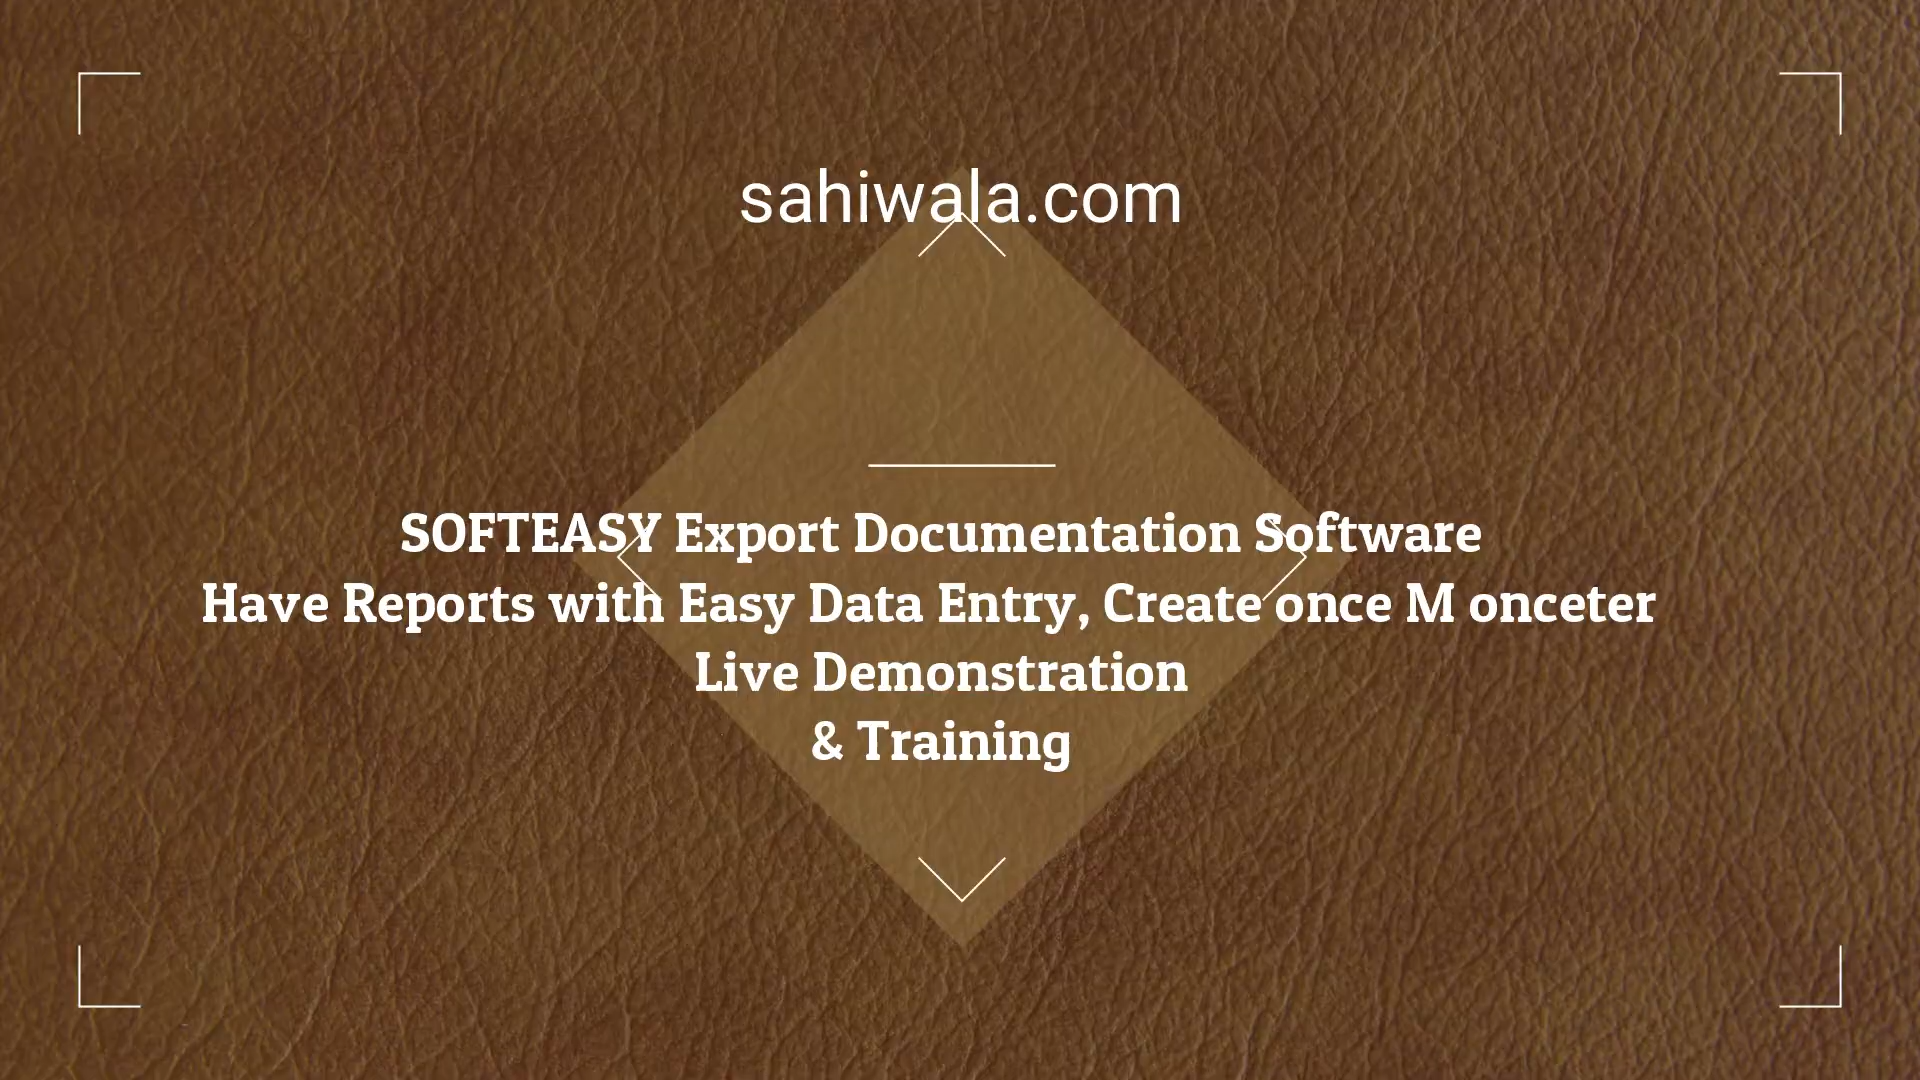 sahiwala.com
SOFTEASY Export Documentation Software
Have Reports with Easy Data Entry, Create once M onceter
Live Demonstration
& Training